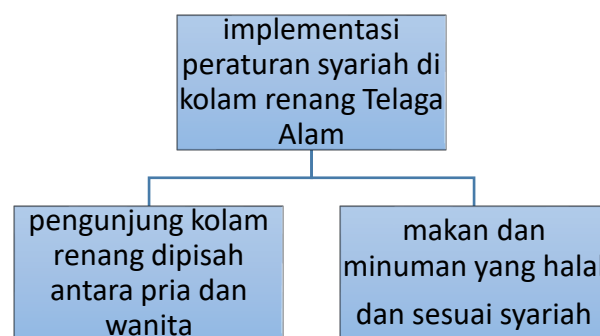 implementasi
peraturan syariah di
kolam renang Telaga
Alam
pengunjung kolam
renang dipisah
antara pria dan
wanita
makan dan
minuman yang halal
dan sesuai syariah